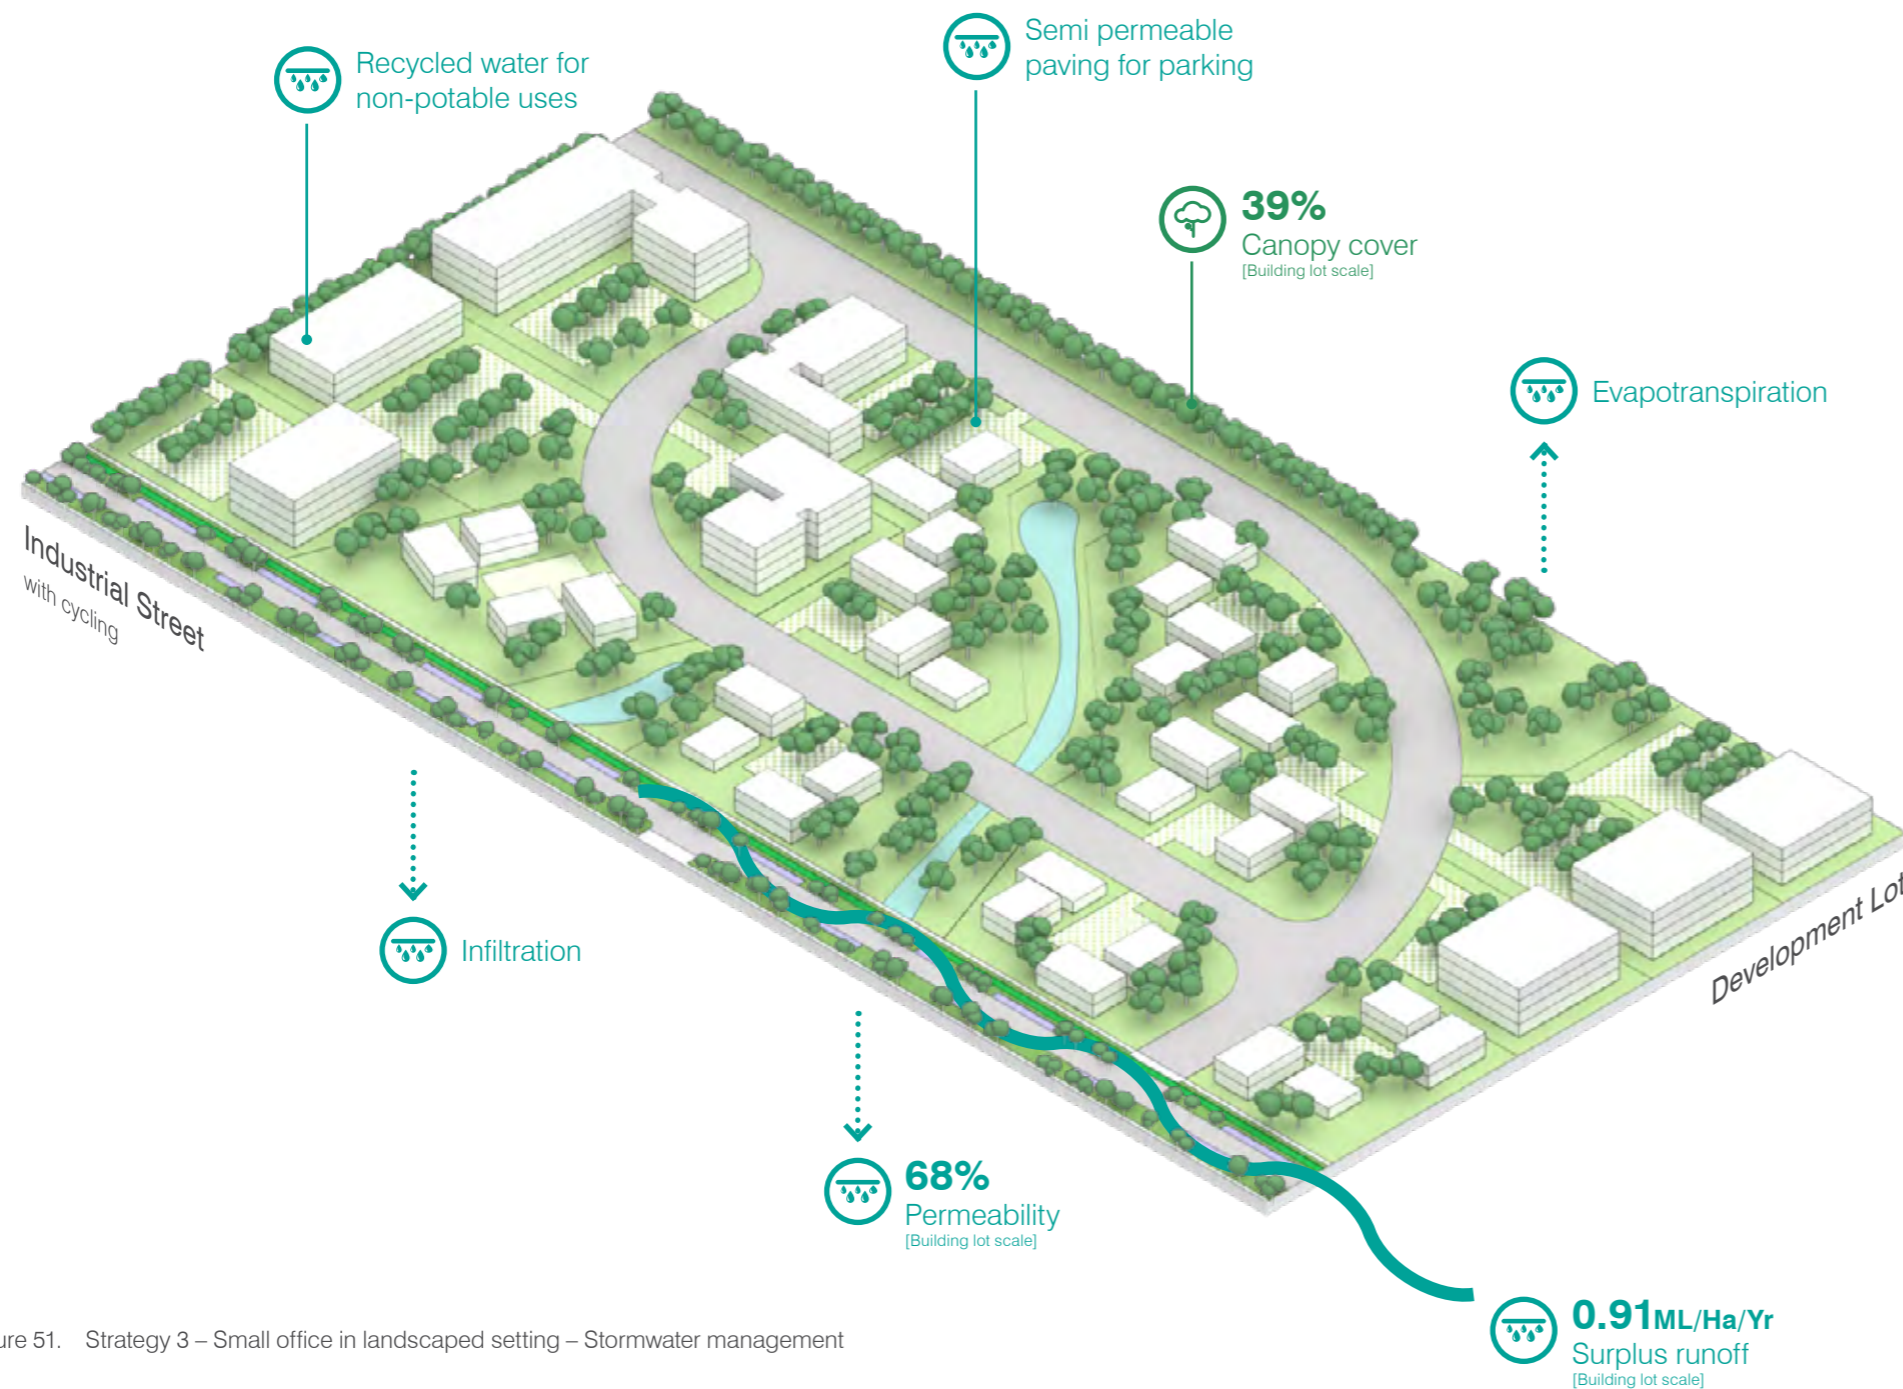 Semi permeable
paving for parking
Recycled water for
non-potable uses
39%
Canopy cover
[Building lot scale]
Evapotranspiration
Industrial Street
with cycling
Development Lot
Infiltration
68%
Permeability
[Building lot scale]
0.91ML/Ha/Yr
Surplus runoff
[Building lot scale]
ure 51. Strategy 3 – Small office in landscaped setting – Stormwater management